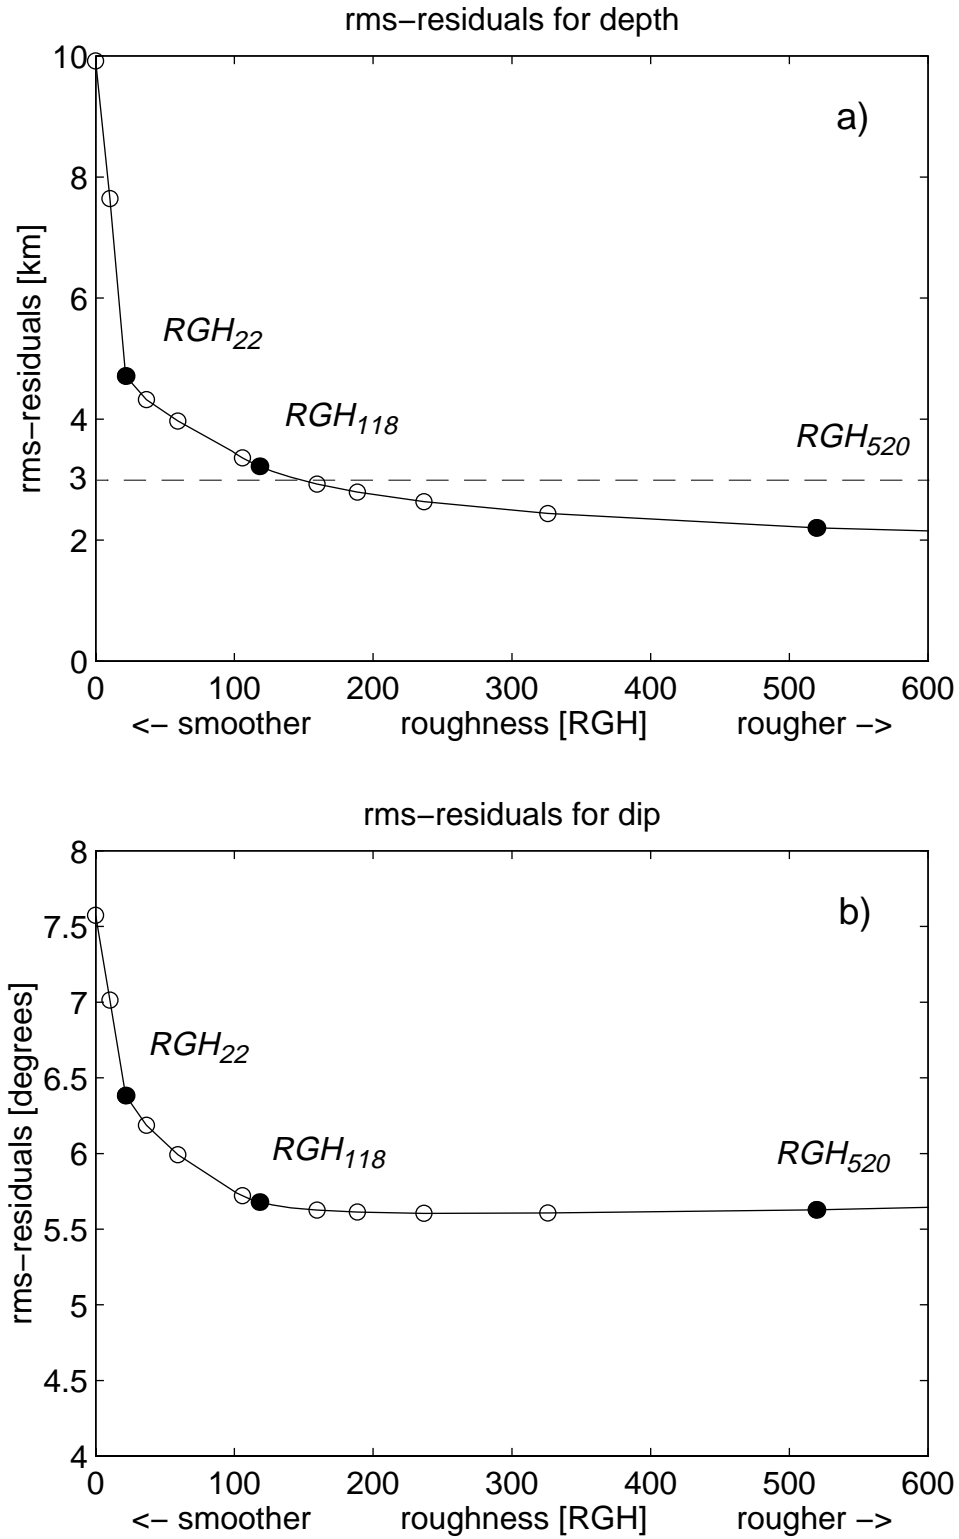 rms−residuals for depth
a)
rms−residuals [km]
10
8
6
4
3
2
0
RGH22
RGH118
RGH520
0 100 200 300 400 500 600
<− smoother roughness [RGH] rougher −>
rms−residuals for dip
b)
rms−residuals [degrees]
8
7.5
7
6.5
6
5.5
5
4.5
4
RGH22
RGH118
RGH520
0 100 200 300 400 500 600
<− smoother roughness [RGH] rougher −>